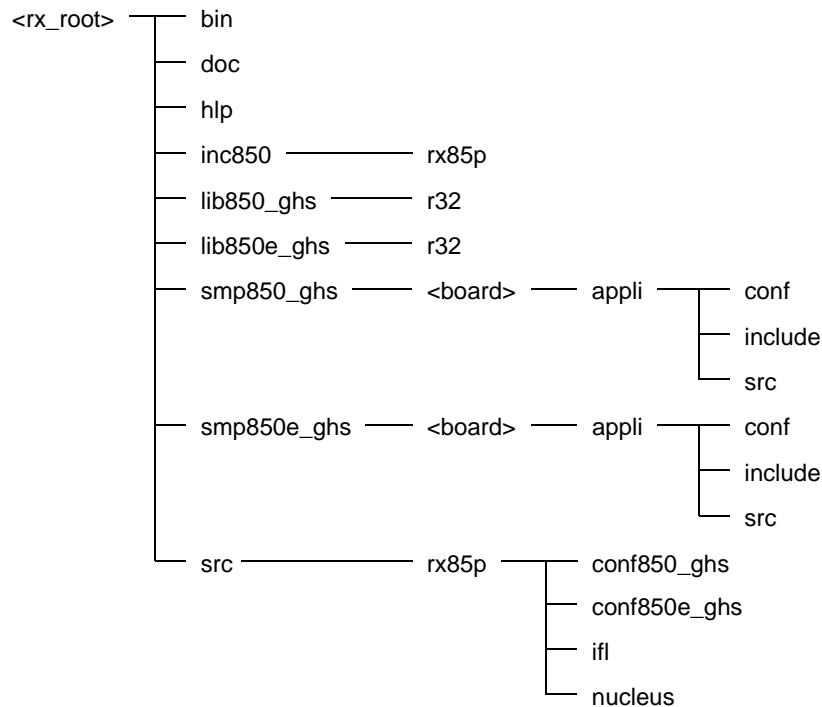 <rx_root> bin
doc
hlp
inc850 rx85p
lib850_ghs r32
lib850e_ghs r32
smp850_ghs <board> appli conf
include
src
smp850e_ghs <board> appli conf
include
src
src rx85p conf850_ghs
conf850e_ghs
ifl
nucleus